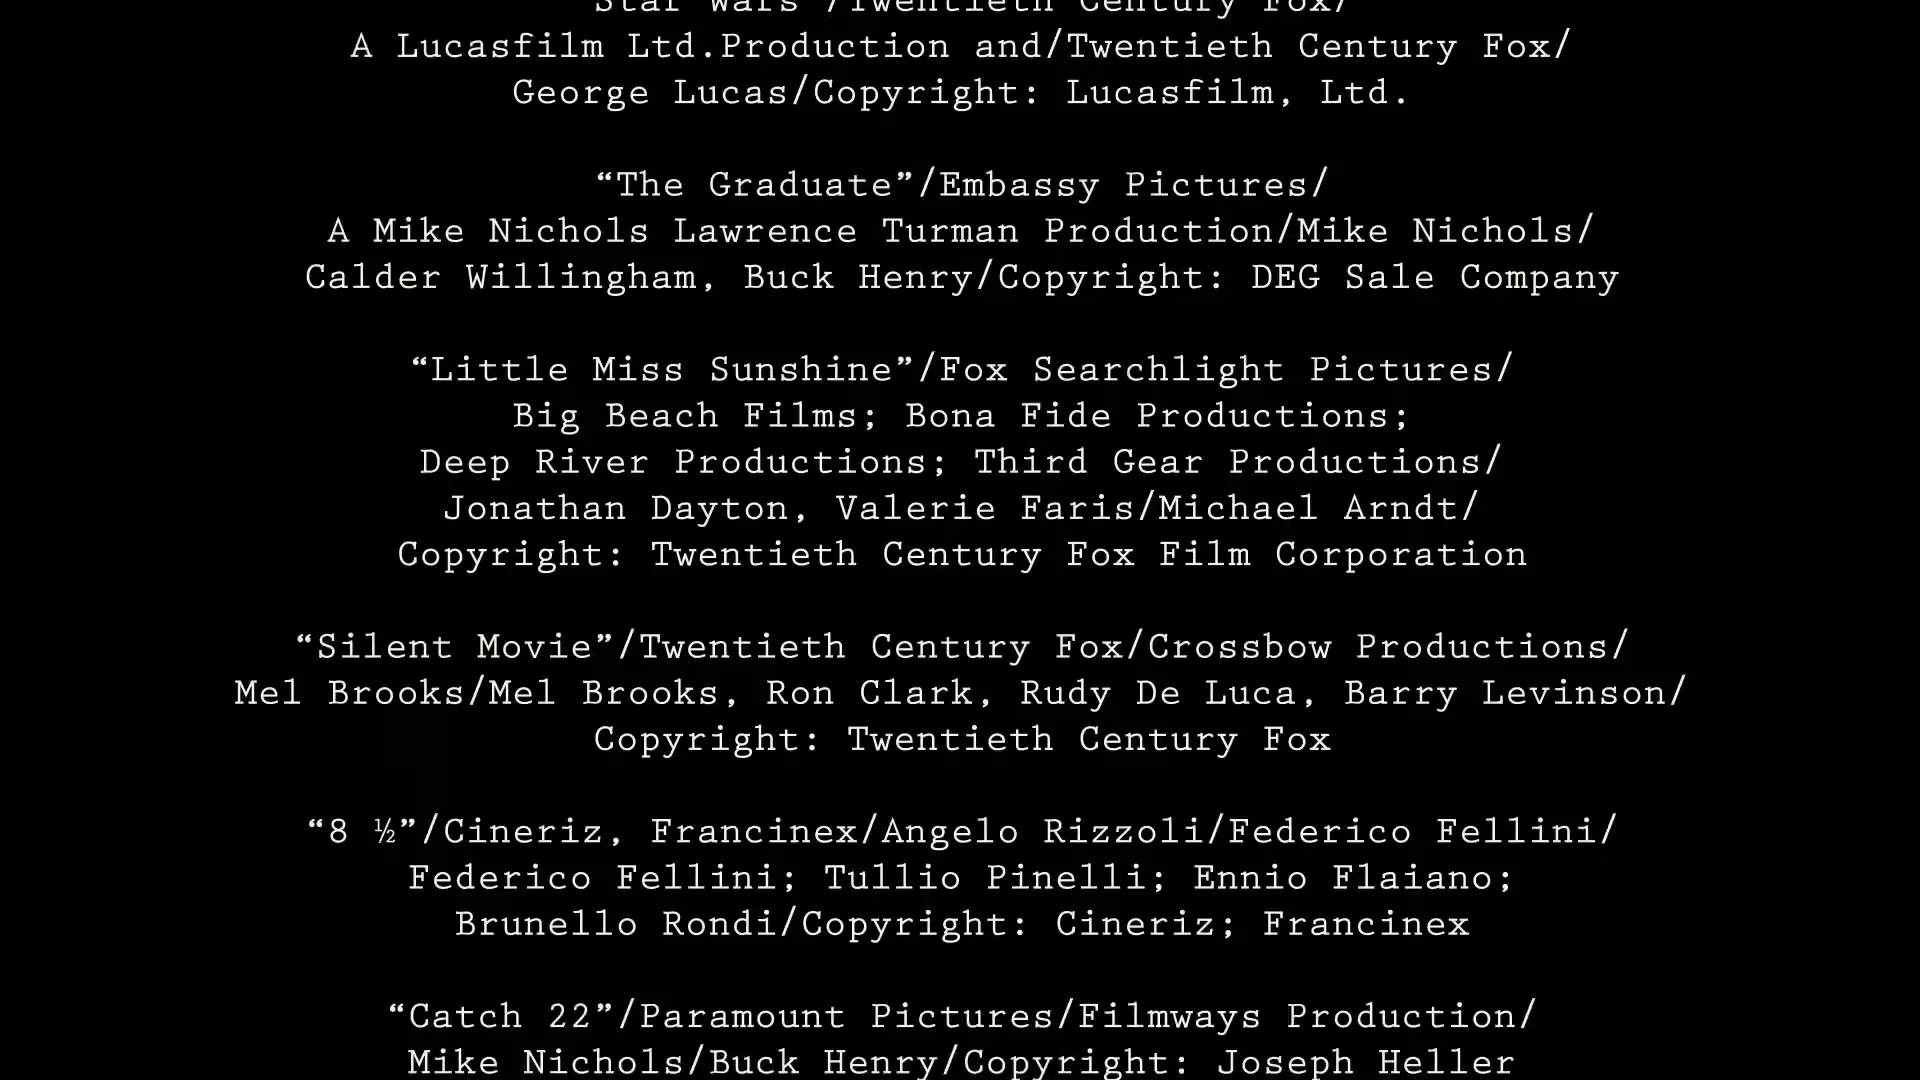 Star Wars"/Twentieth Century Fox/
A Lucasfilm Ltd.Production and/Twentieth Century Fox/
George Lucas/Copyright: Lucasfilm, Ltd.
“The Graduate”/Embassy Pictures/
A Mike Nichols Lawrence Turman Production/Mike Nichols/
Calder Willingham, Buck Henry/Copyright: DEG Sale Company
“Little Miss Sunshine”/Fox Searchlight Pictures/
Big Beach Films; Bona Fide Productions;
Deep River Productions; Third Gear Productions/
Jonathan Dayton, Valerie Faris/Michael Arndt/
Copyright: Twentieth Century Fox Film Corporation
“Silent Movie”/Twentieth Century Fox/Crossbow Productions/
Mel Brooks/Mel Brooks, Ron Clark, Rudy De Luca, Barry Levinson/
Copyright: Twentieth Century Fox
“8 ½”/Cineriz, Francinex/Angelo Rizzoli/Federico Fellini/
Federico Fellini; Tullio Pinelli; Ennio Flaiano;
Brunello Rondi/Copyright: Cineriz; Francinex
“Catch 22”/Paramount Pictures/Filmways Production/
Mike Nichols/Buck Henry/Copyright: Joseph Heller